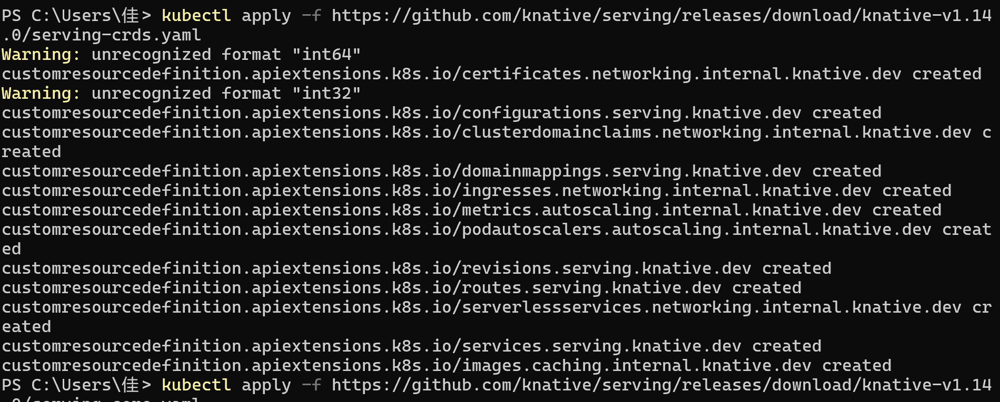 PS C:\Users\佳> kubectl apply -f https://github.com/knative/serving/releases/download/knative-v1.14
.0/serving-crds.yaml
Warning: unrecognized format "int64"
customresourcedefinition.apiextensions.k8s.io/certificates.networking.internal.knative.dev created
Warning: unrecognized format "int32"
customresourcedefinition.apiextensions.k8s.io/configurations.serving.knative.dev created
customresourcedefinition.apiextensions.k8s.io/clusterdomainclaims.networking.internal.knative.dev c
reated
customresourcedefinition.apiextensions.k8s.io/domainmappings.serving.knative.dev created
customresourcedefinition.apiextensions.k8s.io/ingresses.networking.internal.knative.dev created
customresourcedefinition.apiextensions.k8s.io/metrics.autoscaling.internal.knative.dev created
customresourcedefinition.apiextensions.k8s.io/podautoscalers.autoscaling.internal.knative.dev creat
ed
customresourcedefinition.apiextensions.k8s.io/revisions.serving.knative.dev created
customresourcedefinition.apiextensions.k8s.io/routes.serving.knative.dev created
customresourcedefinition.apiextensions.k8s.io/serverlessservices.networking.internal.knative.dev cr
eated
customresourcedefinition.apiextensions.k8s.io/services.serving.knative.dev created
customresourcedefinition.apiextensions.k8s.io/images.caching.internal.knative.dev created
PS C:\Users\佳> kubectl apply -f https://github.com/knative/serving/releases/download/knative-v1.14
.0/serving-core.yaml